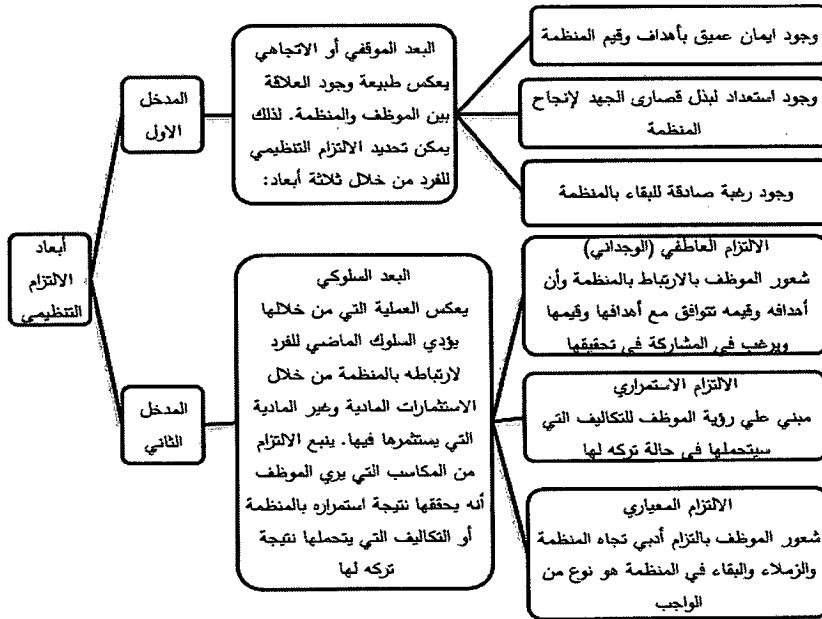 أبعاد
الالتزام
التنظيمي
المدخل
الاول
البعد الموقفي أو الاتجاهي
يعكس طبيعة وجود العلاقة
بين الموظف والمنظمة. لذلك
يمكن تحديد الالتزام التنظيمي
للفرد من خلال ثلاثة أبعاد:
وجود ايمان عميق بأهداف وقيم المنظمة
وجود استعداد لبذل قصارى الجهد لإنجاح
المنظمة
وجود رغبة صادقة للبقاء بالمنظمة
المدخل
الثاني
البعد السلوكي
يعكس العملية التي من خلالها
يؤدي السلوك الماضي للفرد
لارتباطه بالمنظمة من خلال
الاستثمارات المادية وغير المادية
التي يستثمرها فيها. ينبع الالتزام
من المكاسب التي يري الموظف
أنه يحققها نتيجة استمراره بالمنظمة
أو التكاليف التي يتحملها نتيجة
تركه لها
الالتزام العاطفي (الوجداني)
شعور الموظف بالارتباط بالمنظمة وأن
أهدافه وقيمه تتوافق مع أهدافها وقيمها
ويرغب في المشاركة في تحقيقها
الالتزام الاستمراري
مبني علي رؤية الموظف للتكاليف التي
سيتحملها في حالة تركه لها
الالتزام المعياري
شعور الموظف بالتزام أدبي تجاه المنظمة
والزملاء والبقاء في المنظمة هو نوع من
الواجب